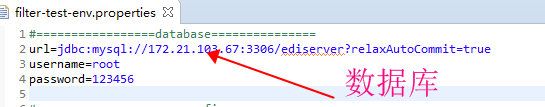 filter-test-env.properties
1 #=================database===============
2 url=jdbc:mysql://172.21.103.67:3306/ediserver?relaxAutoCommit=true
3 username=root
4 password=123456
5
数据库